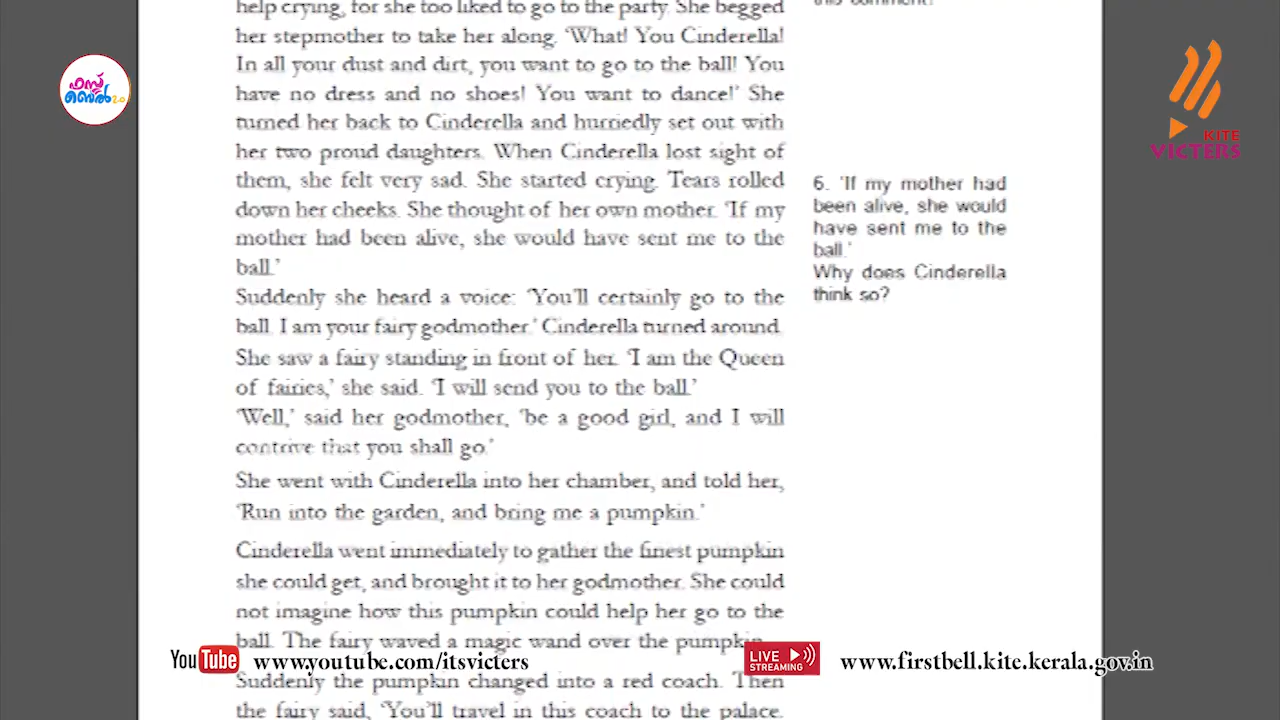 help crying, for she too liked to go to the party. She begged
her stepmother to take her along. 'What! You Cinderella!
In all your dust and dirt, you want to go to the ball! You
have no dress and no shoes! You want to dance!' She
turned her back to Cinderella and hurriedly set out with
her two proud daughters. When Cinderella lost sight of
them, she felt very sad. She started crying. Tears rolled
down her cheeks. She thought of her own mother. 'If my
mother had been alive, she would have sent me to the
ball.'
Suddenly she heard a voice: 'You'll certainly go to the
ball. I am your fairy godmother.' Cinderella turned around.
She saw a fairy standing in front of her. 'I am the Queen
of fairies,' she said. 'I will send you to the ball.'
'Well,' said her godmother, 'be a good girl, and I will
contrive that you shall go.'
She went with Cinderella into her chamber, and told her,
'Run into the garden, and bring me a pumpkin.'
Cinderella went immediately to gather the finest pumpkin
she could get, and brought it to her godmother. She could
not imagine how this pumpkin could help her go to the
ball. The fairy waved a magic wand over the pumpkin.
Suddenly the pumpkin changed into a red coach. Then
the fairy said, 'You'll travel in this coach to the palace.
this comment?
6. 'If my mother had
been alive, she would
have sent me to the
ball.'
Why does Cinderella
think so?
ഫസ്റ്റ്
ബെൽ 2.0
KITE
VICTERS
YouTube
www.youtube.com/itsvicters
LIVE
STREAMING
www.firstbell.kite.kerala.gov.in